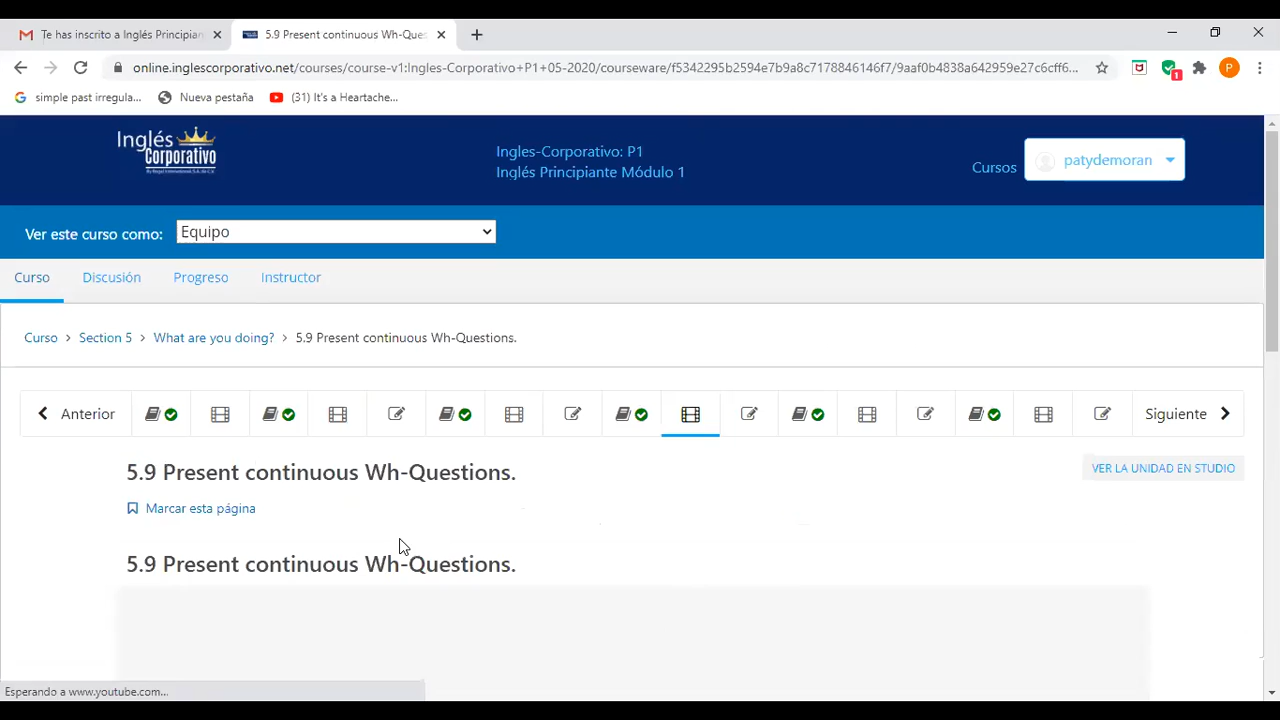 Te has inscrito a Inglés Principian
5.9 Present continuous Wh-Ques
online.inglescorporativo.net/courses/course-v1:Ingles-Corporativo+P1+05-2020/courseware/f5342295b2594e7b9a8c7178846146f7/9aaf0b4838a642959e27c6cff6...
1
P
simple past irregula...
Nueva pestaña
(31) It's a Heartache...
Inglés
Corporativo
Ingles-Corporativo: P1
Inglés Principiante Módulo 1
Cursos
patydemoran
Ver este curso como:
Equipo
Curso
Discusión
Progreso
Instructor
Curso > Section 5 > What are you doing? > 5.9 Present continuous Wh-Questions.
Anterior
Siguiente
5.9 Present continuous Wh-Questions.
VER LA UNIDAD EN STUDIO
Marcar esta página
5.9 Present continuous Wh-Questions.
Esperando a www.youtube.com...